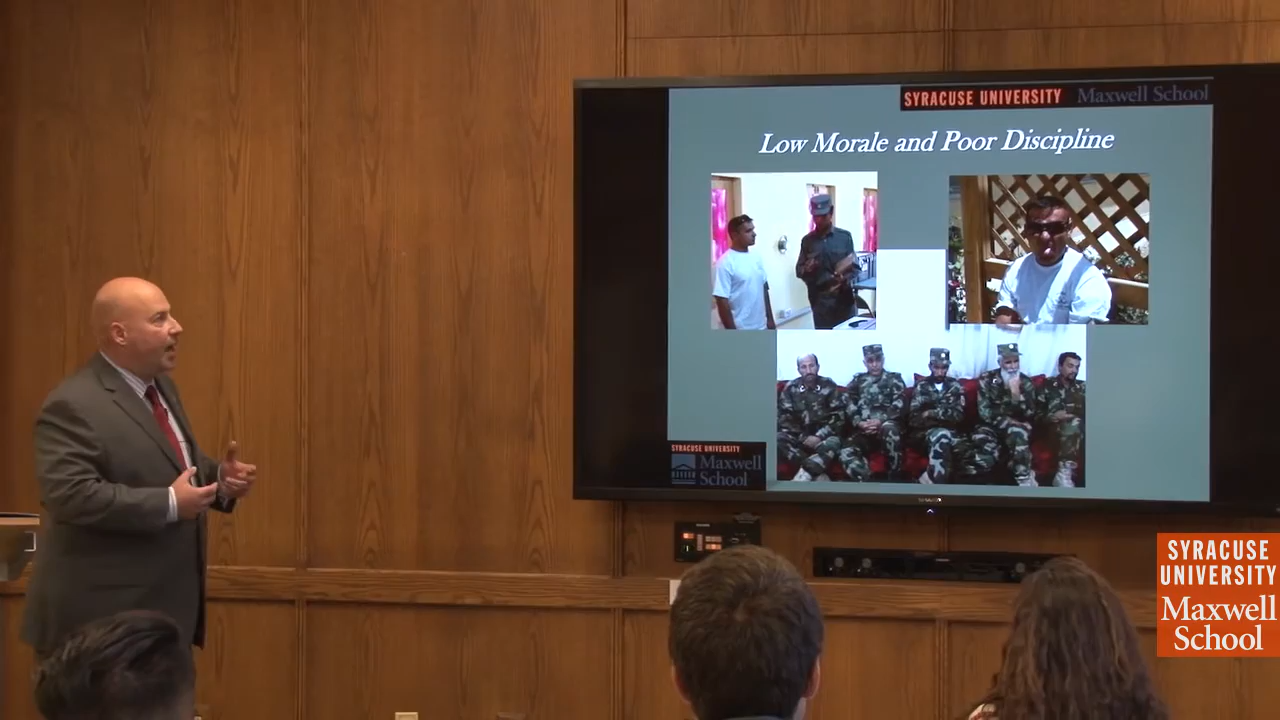 SYRACUSE UNIVERSITY Maxwell School
Low Morale and Poor Discipline
SYRACUSE UNIVERSITY
Maxwell
School
SYRACUSE
UNIVERSITY
Maxwell
School